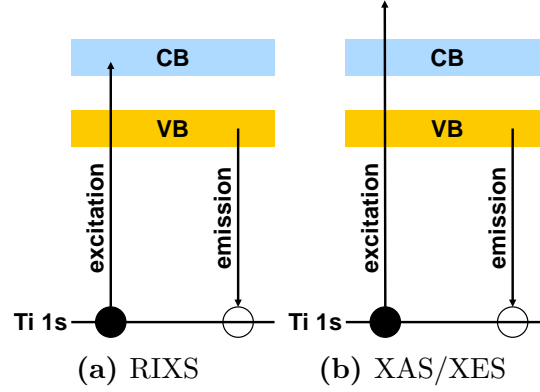 CB
CB
VB
VB
excitation
emission
excitation
emission
Ti 1s
Ti 1s
(a) RIXS
(b) XAS/XES